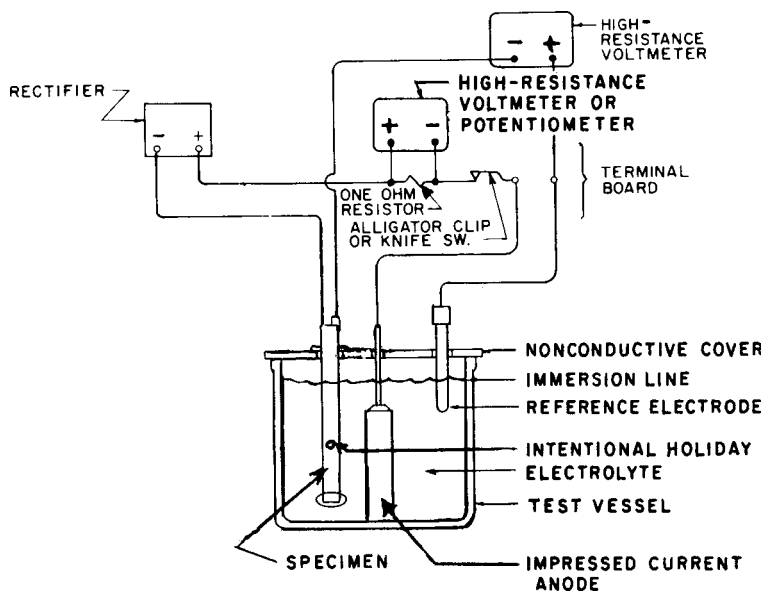 HIGH-
RESISTANCE
VOLTMETER
- +
HIGH-RESISTANCE
VOLTMETER OR
POTENTIOMETER
RECTIFIER
+ -
- +
TERMINAL
BOARD
ONE OHM
RESISTOR
ALLIGATOR CLIP
OR KNIFE SW.
NONCONDUCTIVE COVER
IMMERSION LINE
REFERENCE ELECTRODE
INTENTIONAL HOLIDAY
ELECTROLYTE
TEST VESSEL
SPECIMEN
IMPRESSED CURRENT
ANODE